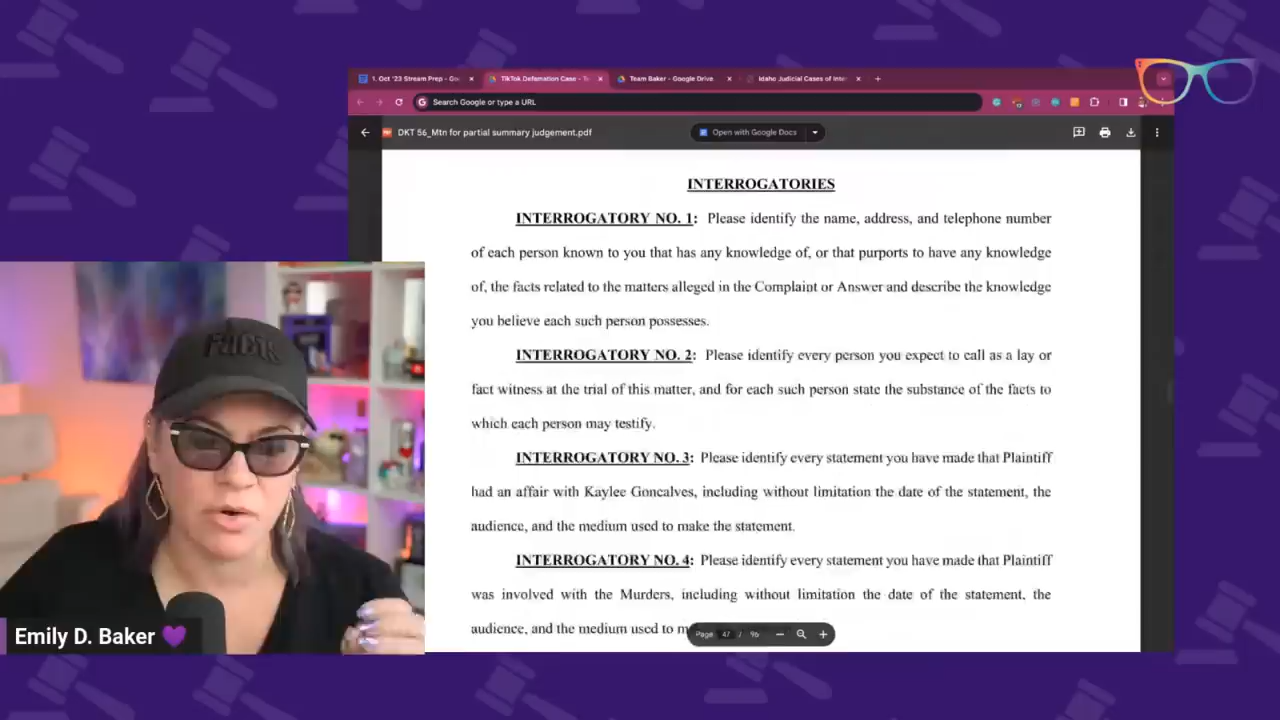 1. Oct '23 Stream Prep - Go
TikTok Defamation Case - T
Team Baker - Google Drive
Idaho Judicial Cases of Inter
Search Google or type a URL
DKT 56_Mtn for partial summary judgement.pdf
Open with Google Docs
INTERROGATORIES
INTERROGATORY NO. 1: Please identify the name, address, and telephone number
of each person known to you that has any knowledge of, or that purports to have any knowledge
of, the facts related to the matters alleged in the Complaint or Answer and describe the knowledge
you believe each such person possesses.
INTERROGATORY NO. 2: Please identify every person you expect to call as a lay or
fact witness at the trial of this matter, and for each such person state the substance of the facts to
which each person may testify.
INTERROGATORY NO. 3: Please identify every statement you have made that Plaintiff
had an affair with Kaylee Goncalves, including without limitation the date of the statement, the
audience, and the medium used to make the statement.
INTERROGATORY NO. 4: Please identify every statement you have made that Plaintiff
was involved with the Murders, including without limitation the date of the statement, the
audience, and the medium used to m
Page 47 / 96
FACTS
Emily D. Baker